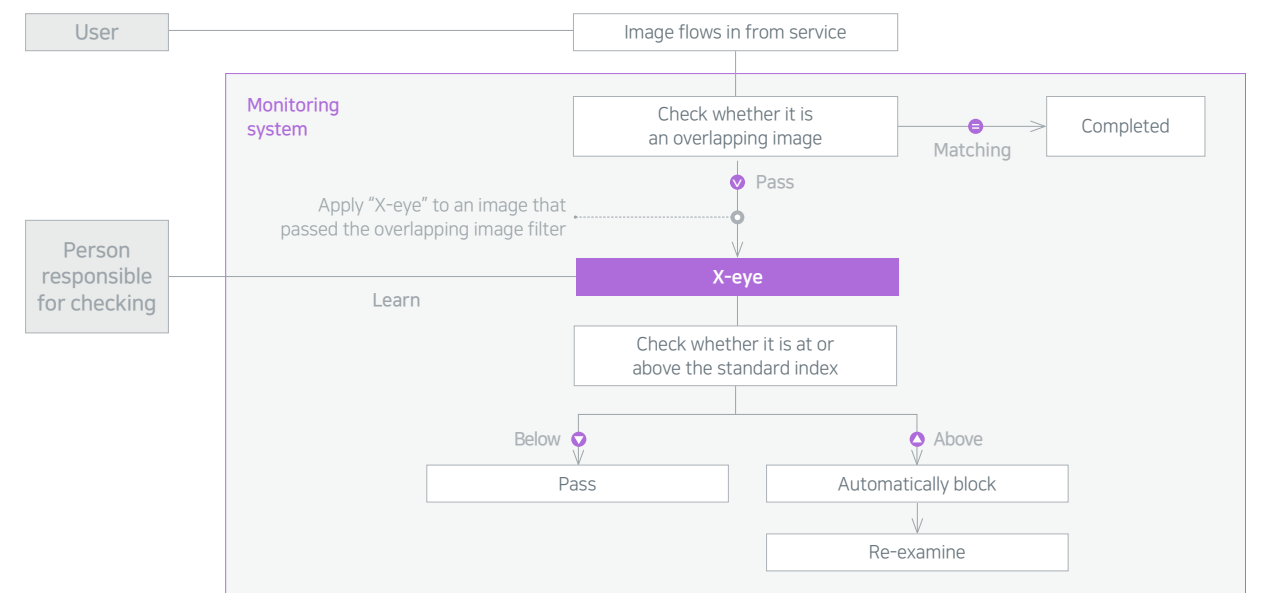 User
Image flows in from service
Monitoring
system
Check whether it is
an overlapping image
Completed
Matching
Pass
Apply “X-eye” to an image that
passed the overlapping image filter
Person
responsible
for checking
X-eye
Learn
Check whether it is at or
above the standard index
Below
Above
Pass
Automatically block
Re-examine